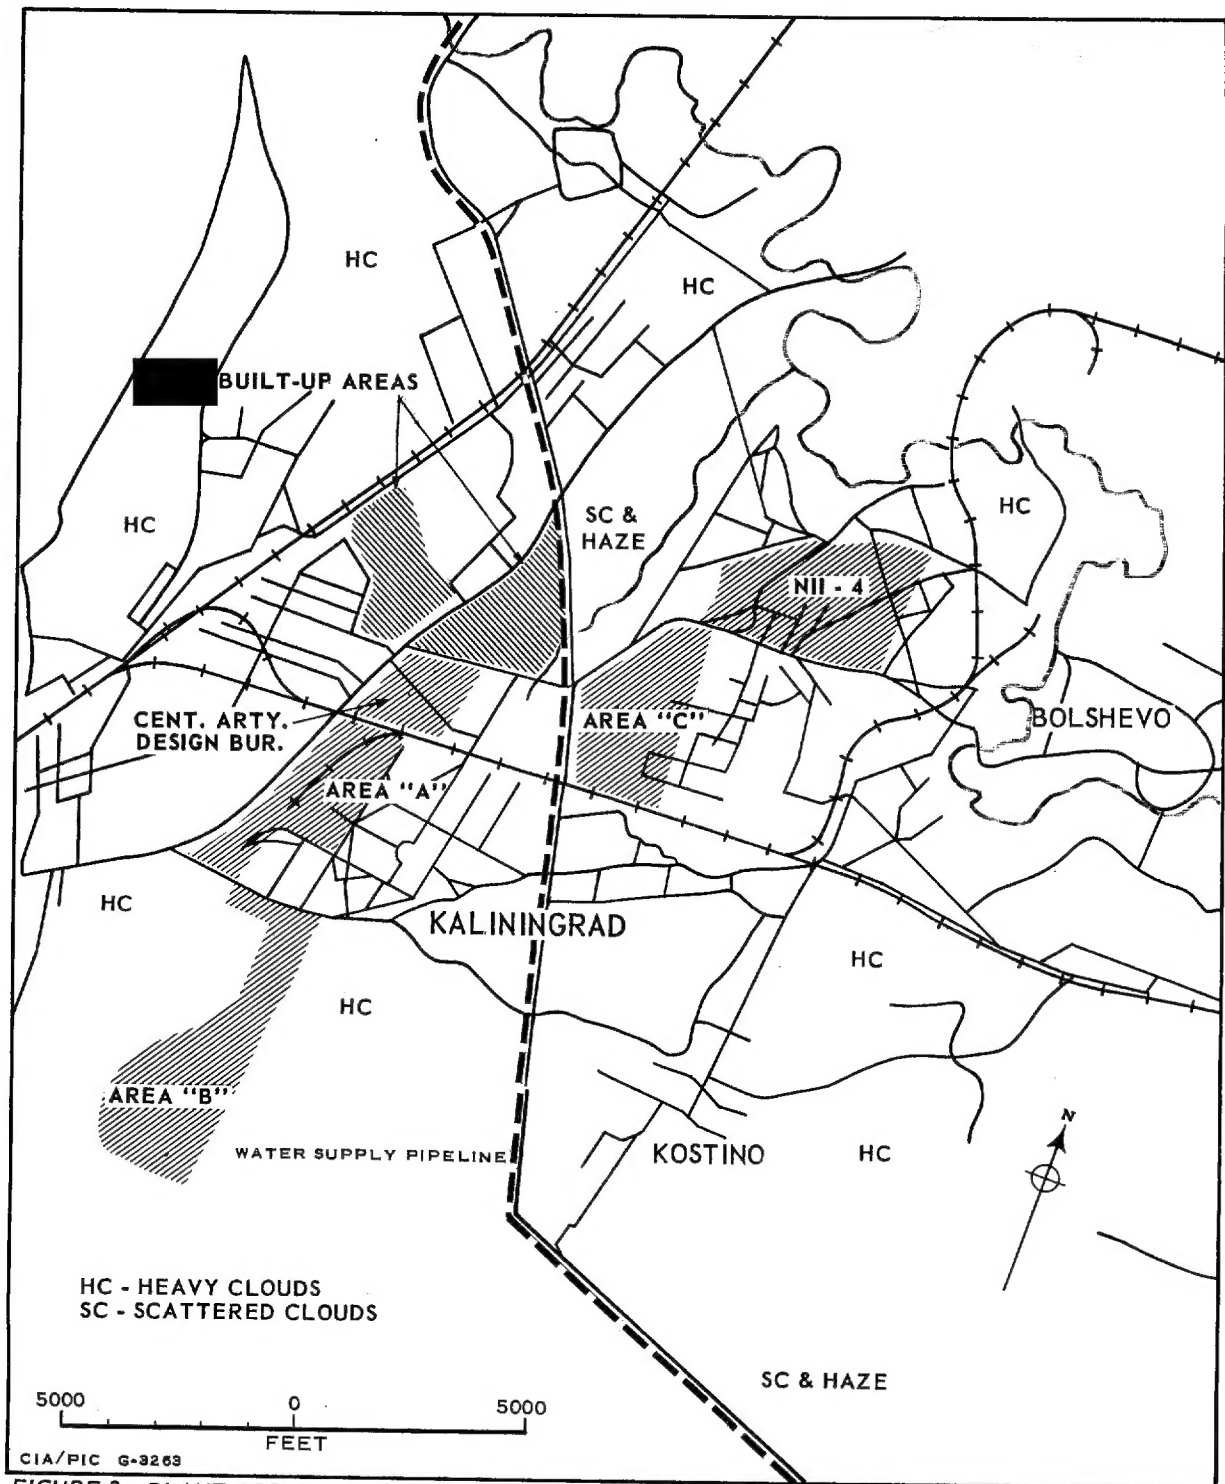 HC
HC
BUILT-UP AREAS
HC
SC &
HAZE
HC
NII - 4
CENT. ARTY.
DESIGN BUR.
AREA "C"
BOLSHEVO
AREA "A"
HC
KALININGRAD
HC
HC
AREA "B"
N
WATER SUPPLY PIPELINE
KOSTINO
HC
HC - HEAVY CLOUDS
SC - SCATTERED CLOUDS
SC & HAZE
5000 0 5000
FEET
CIA/PIC G-3263